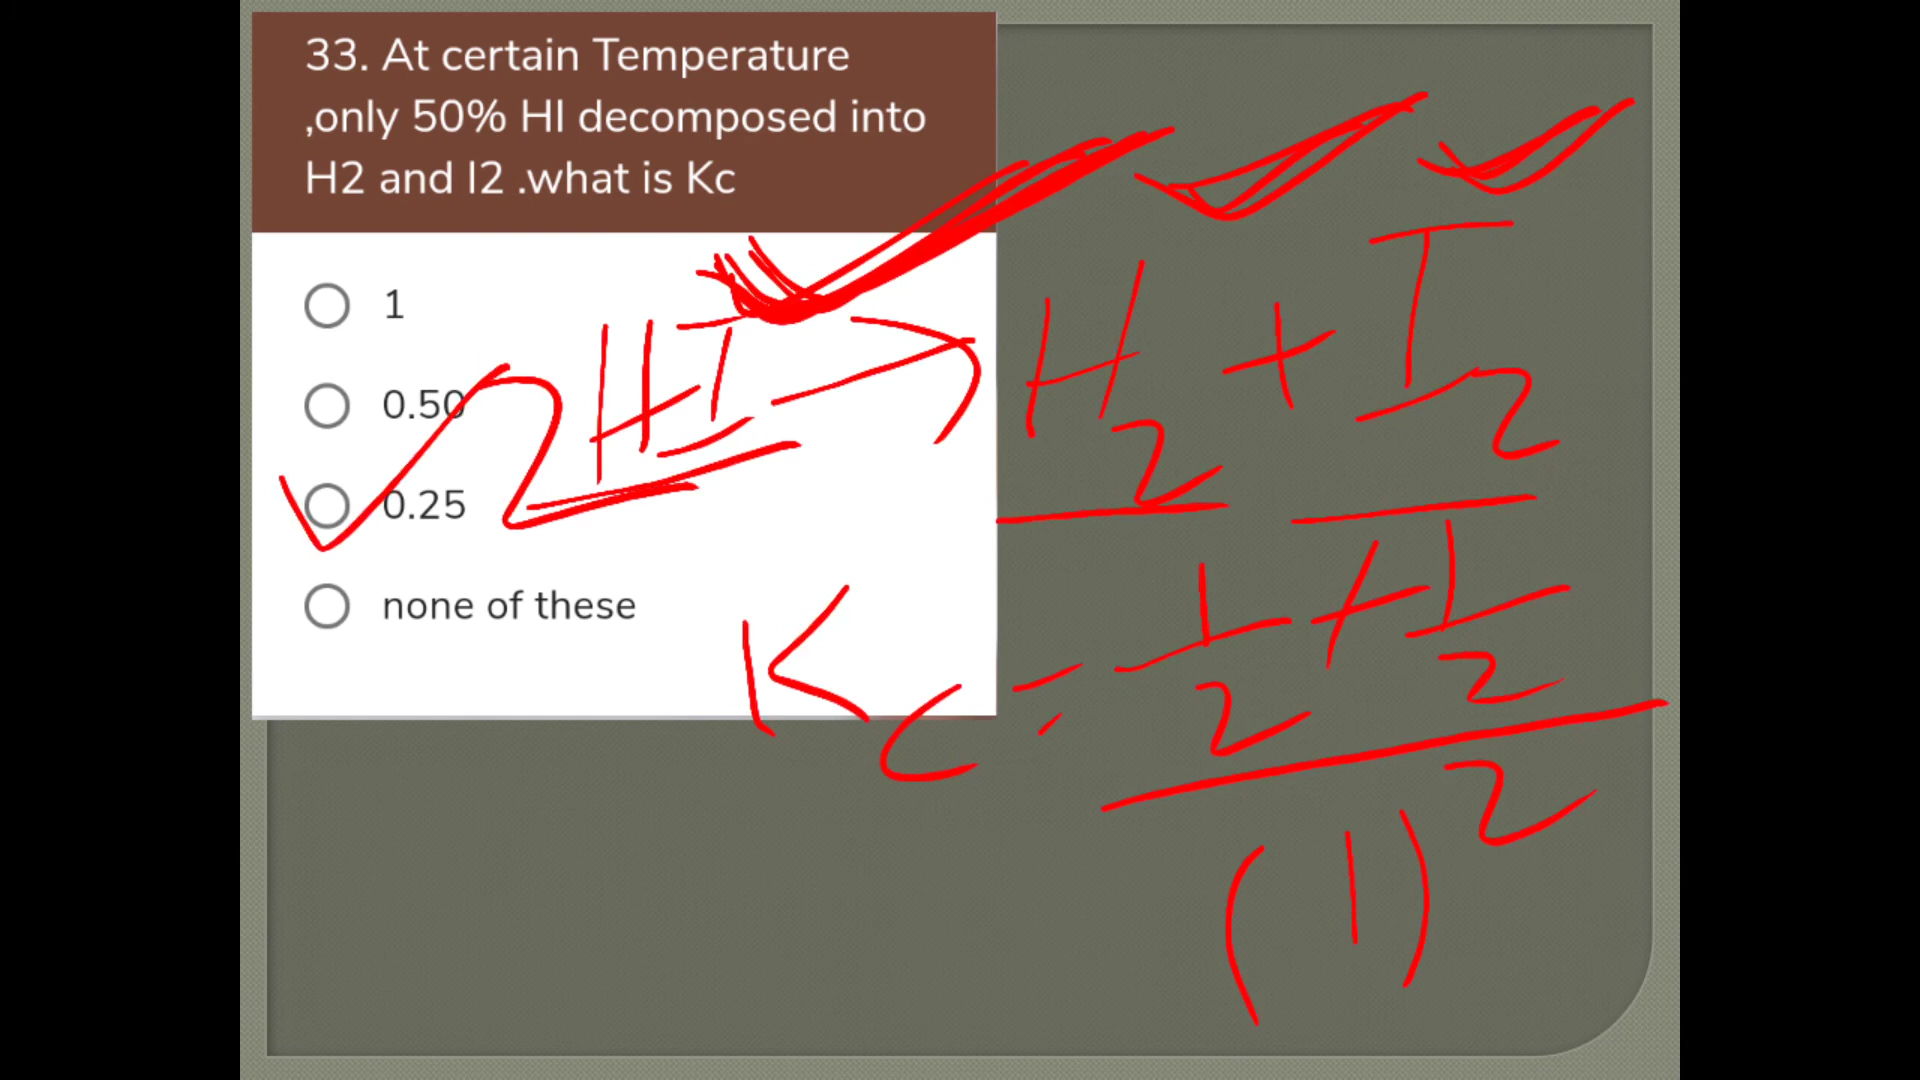 33. At certain Temperature
,only 50% HI decomposed into
H2 and I2 .what is Kc
1
0.50
0.25
none of these
2HI → H2 + I2
Kc = 1/2 + 1/2
(1)2